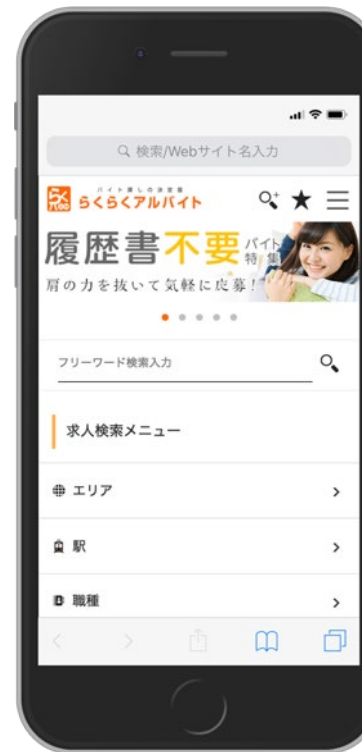 検索/Webサイト名入力
バイト探しの決定版
らく
らくらくアルバイト
履歴書不要バイト特集
肩の力を抜いて気軽に応募!
フリーワード検索入力
求人検索メニュー
エリア
駅
職種